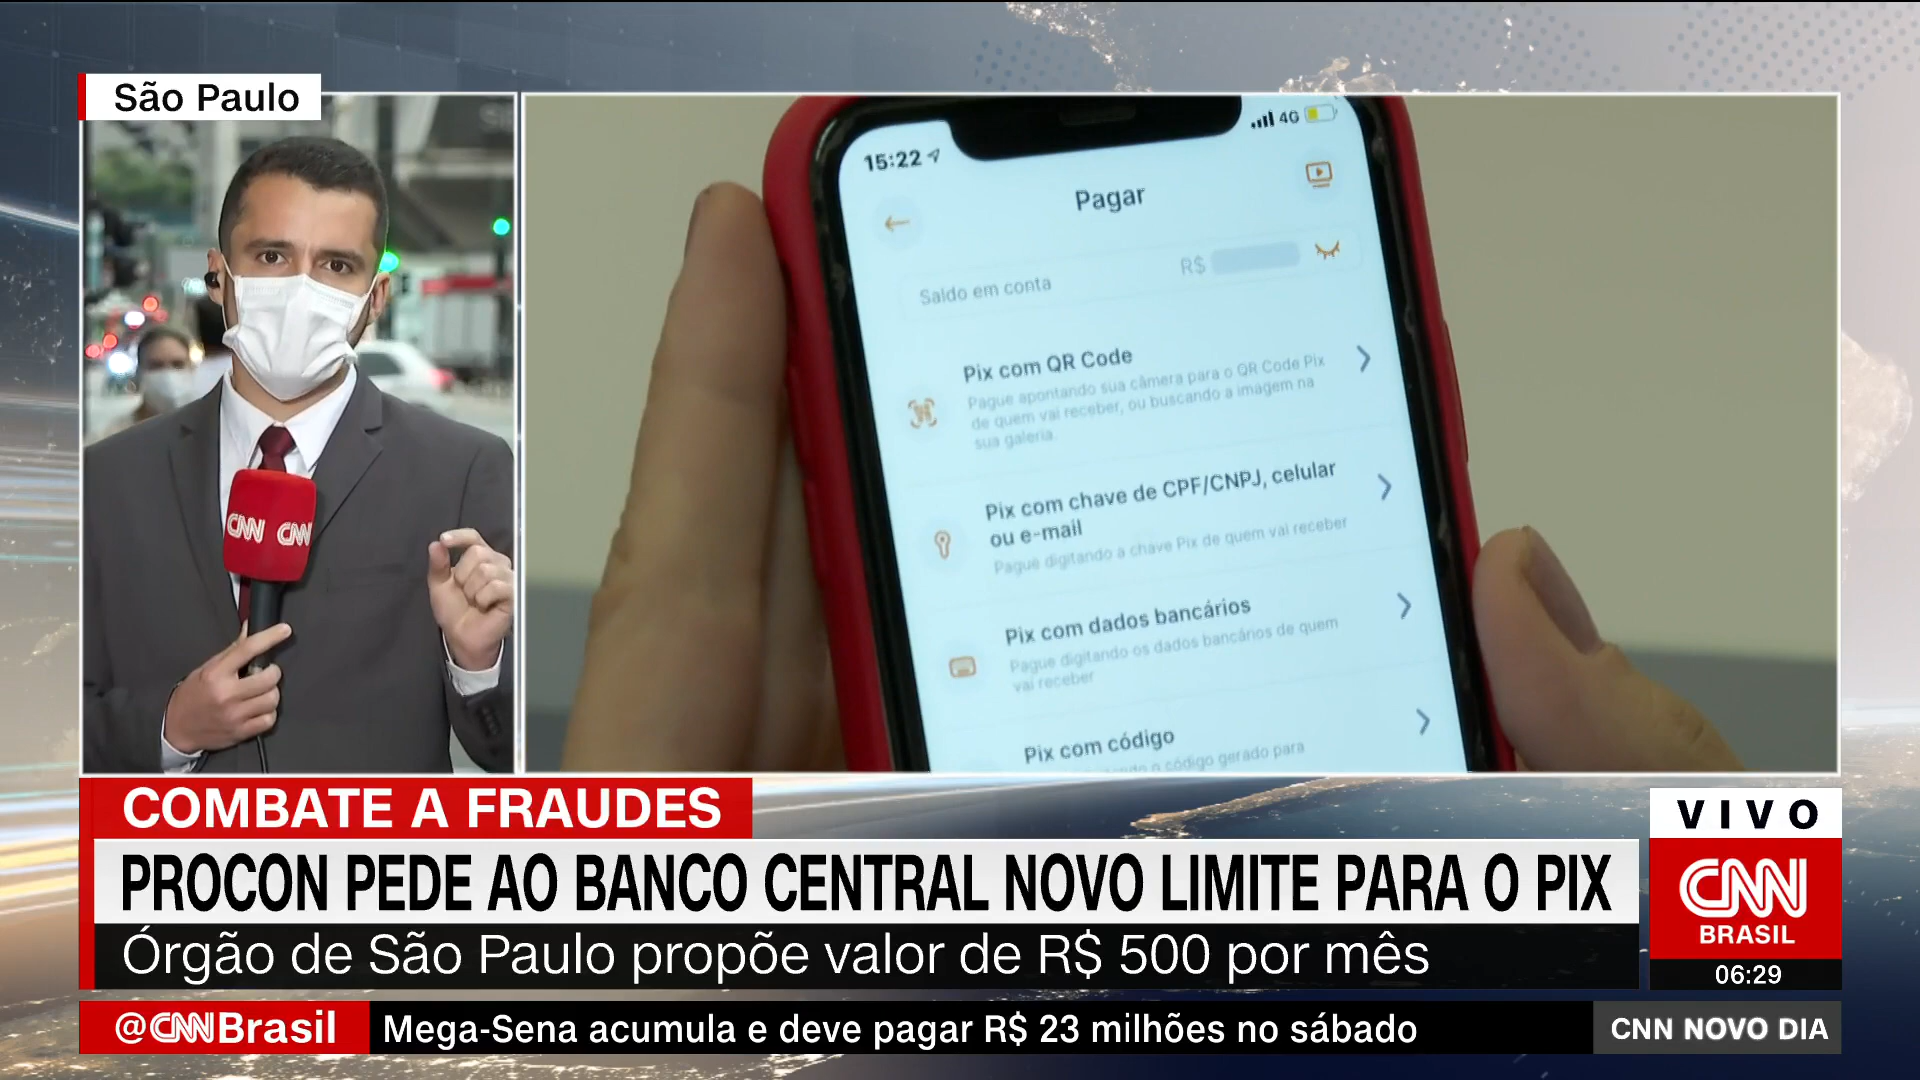 São Paulo
15:22
4G
Pagar
Saldo em conta
R$
Pix com QR Code
Pague apontando sua câmera para o QR Code Pix
de quem vai receber, ou buscando a imagem na
sua galeria.
Pix com chave de CPF/CNPJ, celular
ou e-mail
Pague digitando a chave Pix de quem vai receber
Pix com dados bancários
Pague digitando os dados bancários de quem
vai receber
Pix com código
o código gerado para
CNN CNN
COMBATE A FRAUDES
PROCON PEDE AO BANCO CENTRAL NOVO LIMITE PARA O PIX
Órgão de São Paulo propõe valor de R$ 500 por mês
VIVO
CNN
BRASIL
06:29
@CNNBrasil
Mega-Sena acumula e deve pagar R$ 23 milhões no sábado
CNN NOVO DIA